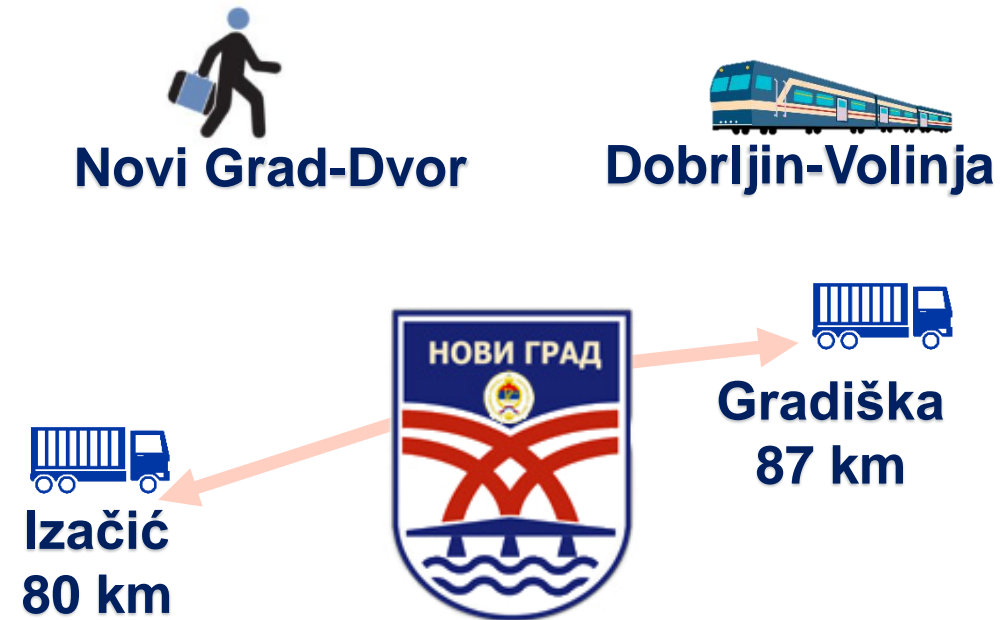 Novi Grad-Dvor
Dobrljin-Volinja
НОВИ ГРАД
Gradiška
87 km
Izačić
80 km